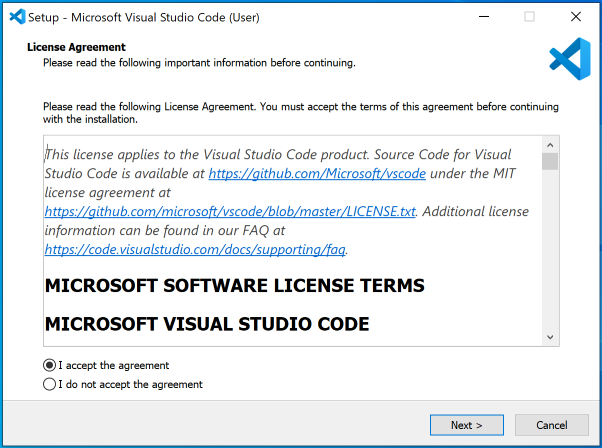 Setup - Microsoft Visual Studio Code (User)
License Agreement
Please read the following important information before continuing.
Please read the following License Agreement. You must accept the terms of this agreement before continuing
with the installation.
This license applies to the Visual Studio Code product. Source Code for Visual
Studio Code is available at https://github.com/Microsoft/vscode under the MIT
license agreement at
https://github.com/microsoft/vscode/blob/master/LICENSE.txt. Additional license
information can be found in our FAQ at
https://code.visualstudio.com/docs/supporting/faq.
MICROSOFT SOFTWARE LICENSE TERMS
MICROSOFT VISUAL STUDIO CODE
I accept the agreement
I do not accept the agreement
Next >
Cancel